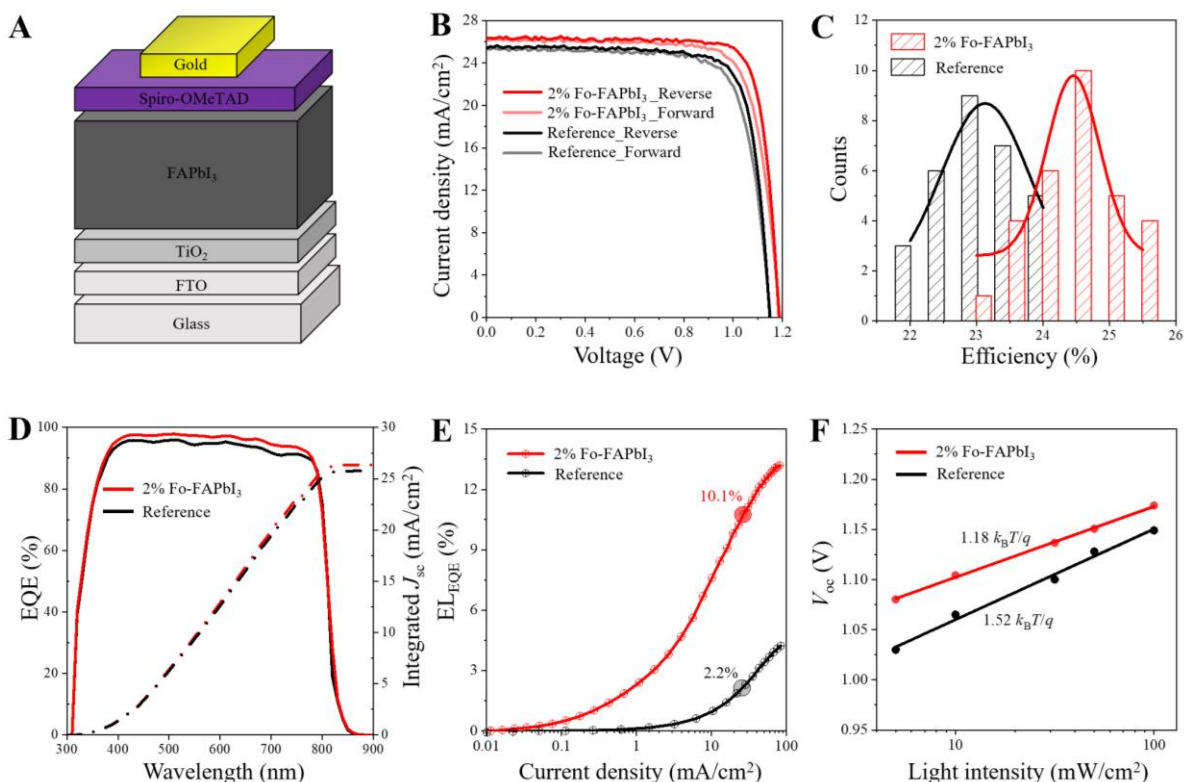 A
Gold
Spiro-OMeTAD
FAPbI₃
TiO₂
FTO
Glass
B
28
24
20
16
12
8
4
0
0.0 0.2 0.4 0.6 0.8 1.0 1.2
Current density (mA/cm²)
Voltage (V)
2% Fo-FAPbI₃_Reverse
2% Fo-FAPbI₃_Forward
Reference_Reverse
Reference_Forward
C
2% Fo-FAPbI₃
Reference
12
10
8
6
4
2
0
22 23 24 25 26
Counts
Efficiency (%)
D
100
80
60
40
20
0
30
25
20
15
10
5
0
300 400 500 600 700 800 900
EQE (%)
Integrated Jsc (mA/cm²)
Wavelength (nm)
2% Fo-FAPbI₃
Reference
E
15
12
9
6
3
0
0.01 0.1 1 10 100
EL_EQE (%)
Current density (mA/cm²)
2% Fo-FAPbI₃
Reference
10.1%
2.2%
F
1.25
1.20
1.15
1.10
1.05
1.00
0.95
10 100
Voc (V)
Light intensity (mW/cm²)
2% Fo-FAPbI₃
Reference
1.18 kBT/q
1.52 kBT/q